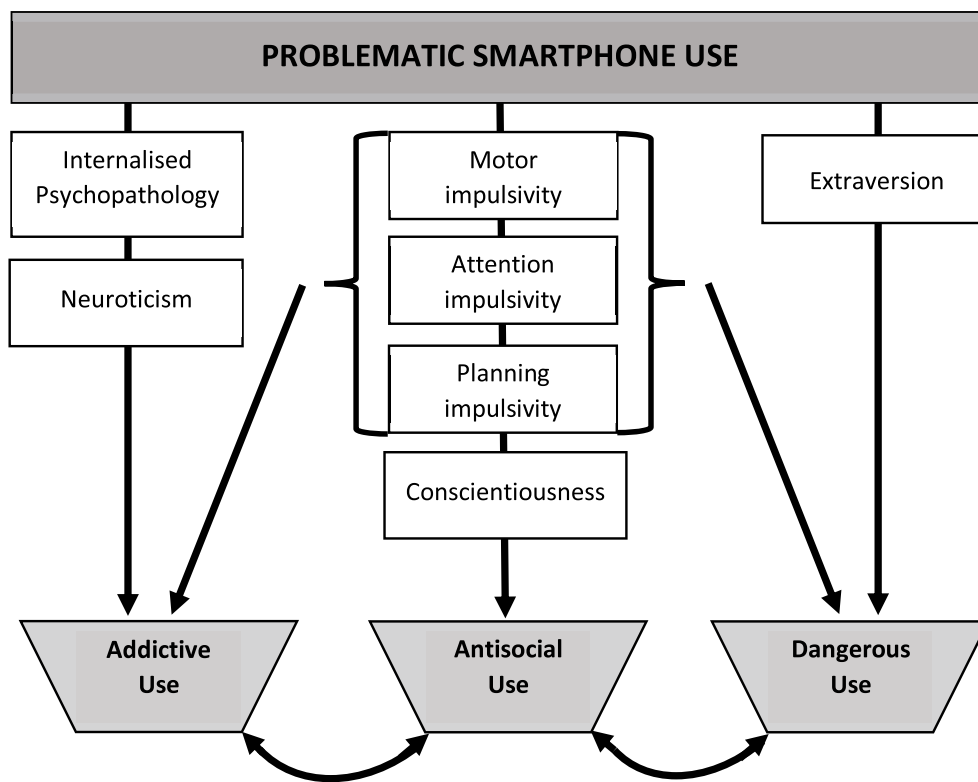 PROBLEMATIC SMARTPHONE USE
Internalised
Psychopathology
Neuroticism
Motor
impulsivity
Attention
impulsivity
Planning
impulsivity
Conscientiousness
Extraversion
Addictive
Use
Antisocial
Use
Dangerous
Use